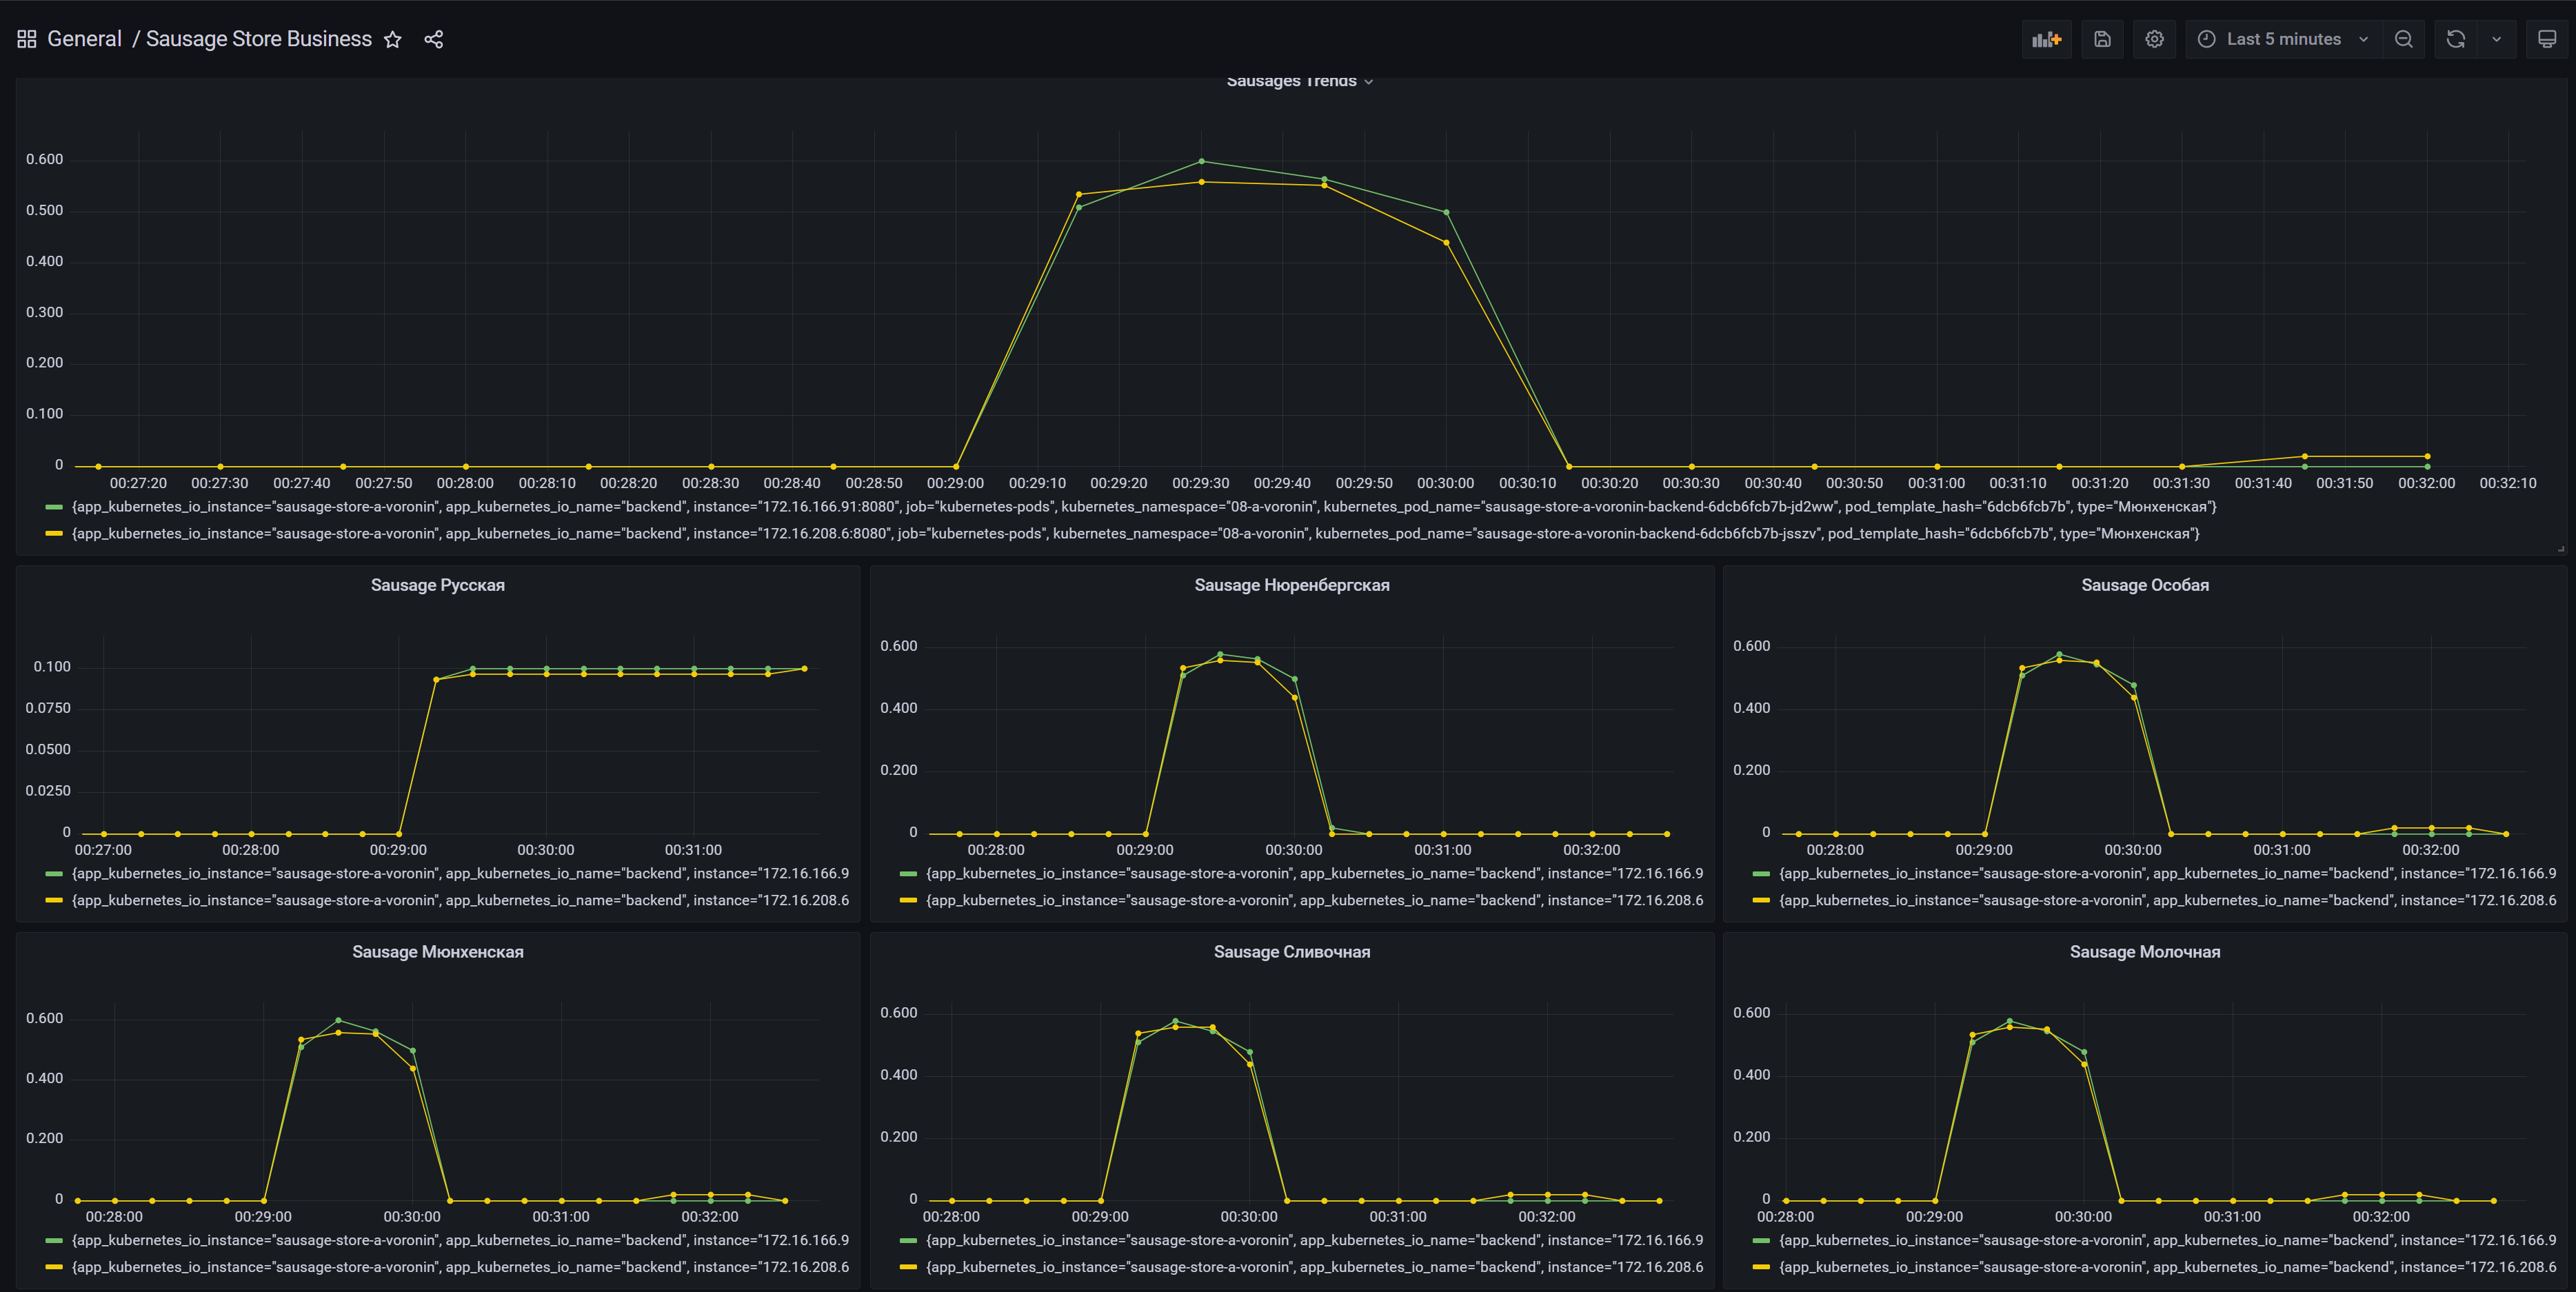 General / Sausage Store Business
Last 5 minutes
Sausages Trends
0.600
0.500
0.400
0.300
0.200
0.100
0
00:27:20 00:27:30 00:27:40 00:27:50 00:28:00 00:28:10 00:28:20 00:28:30 00:28:40 00:28:50 00:29:00 00:29:10 00:29:20 00:29:30 00:29:40 00:29:50 00:30:00 00:30:10 00:30:20 00:30:30 00:30:40 00:30:50 00:31:00 00:31:10 00:31:20 00:31:30 00:31:40 00:31:50 00:32:00 00:32:10
{app_kubernetes_io_instance="sausage-store-a-voronin", app_kubernetes_io_name="backend", instance="172.16.166.91:8080", job="kubernetes-pods", kubernetes_namespace="08-a-voronin", kubernetes_pod_name="sausage-store-a-voronin-backend-6dcb6fcb7b-jd2ww", pod_template_hash="6dcb6fcb7b", type="Мюнхенская"}
{app_kubernetes_io_instance="sausage-store-a-voronin", app_kubernetes_io_name="backend", instance="172.16.208.6:8080", job="kubernetes-pods", kubernetes_namespace="08-a-voronin", kubernetes_pod_name="sausage-store-a-voronin-backend-6dcb6fcb7b-jsszv", pod_template_hash="6dcb6fcb7b", type="Мюнхенская"}
Sausage Русская
0.100
0.0750
0.0500
0.0250
0
00:27:00 00:28:00 00:29:00 00:30:00 00:31:00
{app_kubernetes_io_instance="sausage-store-a-voronin", app_kubernetes_io_name="backend", instance="172.16.166.9
{app_kubernetes_io_instance="sausage-store-a-voronin", app_kubernetes_io_name="backend", instance="172.16.208.6
Sausage Нюренбергская
0.600
0.400
0.200
0
00:28:00 00:29:00 00:30:00 00:31:00 00:32:00
{app_kubernetes_io_instance="sausage-store-a-voronin", app_kubernetes_io_name="backend", instance="172.16.166.9
{app_kubernetes_io_instance="sausage-store-a-voronin", app_kubernetes_io_name="backend", instance="172.16.208.6
Sausage Особая
0.600
0.400
0.200
0
00:28:00 00:29:00 00:30:00 00:31:00 00:32:00
{app_kubernetes_io_instance="sausage-store-a-voronin", app_kubernetes_io_name="backend", instance="172.16.166.9
{app_kubernetes_io_instance="sausage-store-a-voronin", app_kubernetes_io_name="backend", instance="172.16.208.6
Sausage Мюнхенская
0.600
0.400
0.200
0
00:28:00 00:29:00 00:30:00 00:31:00 00:32:00
{app_kubernetes_io_instance="sausage-store-a-voronin", app_kubernetes_io_name="backend", instance="172.16.166.9
{app_kubernetes_io_instance="sausage-store-a-voronin", app_kubernetes_io_name="backend", instance="172.16.208.6
Sausage Сливочная
0.600
0.400
0.200
0
00:28:00 00:29:00 00:30:00 00:31:00 00:32:00
{app_kubernetes_io_instance="sausage-store-a-voronin", app_kubernetes_io_name="backend", instance="172.16.166.9
{app_kubernetes_io_instance="sausage-store-a-voronin", app_kubernetes_io_name="backend", instance="172.16.208.6
Sausage Молочная
0.600
0.400
0.200
0
00:28:00 00:29:00 00:30:00 00:31:00 00:32:00
{app_kubernetes_io_instance="sausage-store-a-voronin", app_kubernetes_io_name="backend", instance="172.16.166.9
{app_kubernetes_io_instance="sausage-store-a-voronin", app_kubernetes_io_name="backend", instance="172.16.208.6